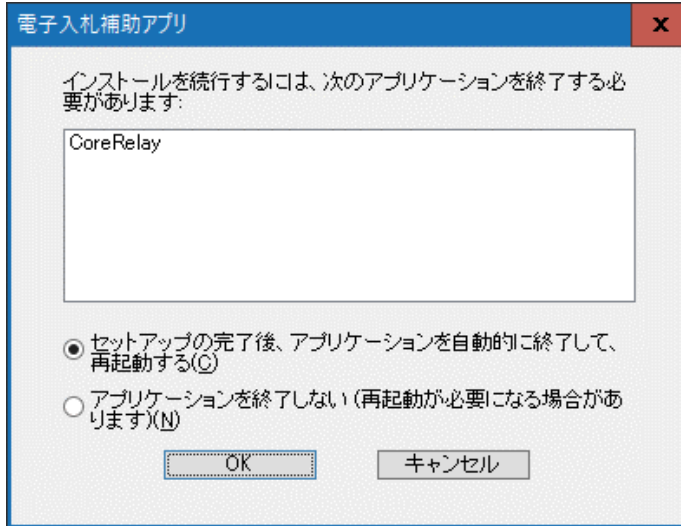 電子入札補助アプリ
x
インストールを続行するには、次のアプリケーションを終了する必
要があります:
CoreRelay
セットアップの完了後、アプリケーションを自動的に終了して、
再起動する(C)
アプリケーションを終了しない (再起動が必要になる場合があ
ります)(N)
OK
キャンセル